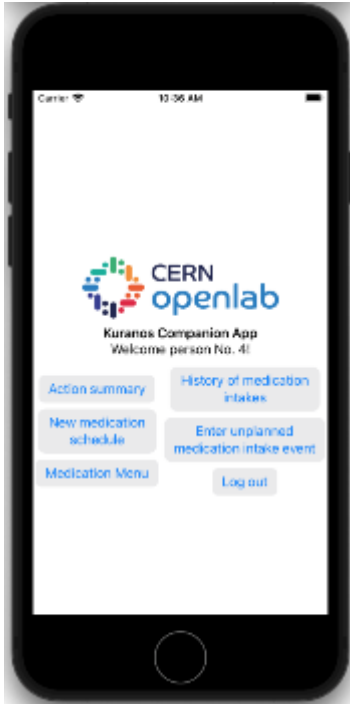 Carrier 10:36 AM
CERN
openlab
Kuranos Companion App
Welcome person No. 4!
Action summary
History of medication
intakes
New medication
schedule
Enter unplanned
medication intake event
Medication Menu
Log out